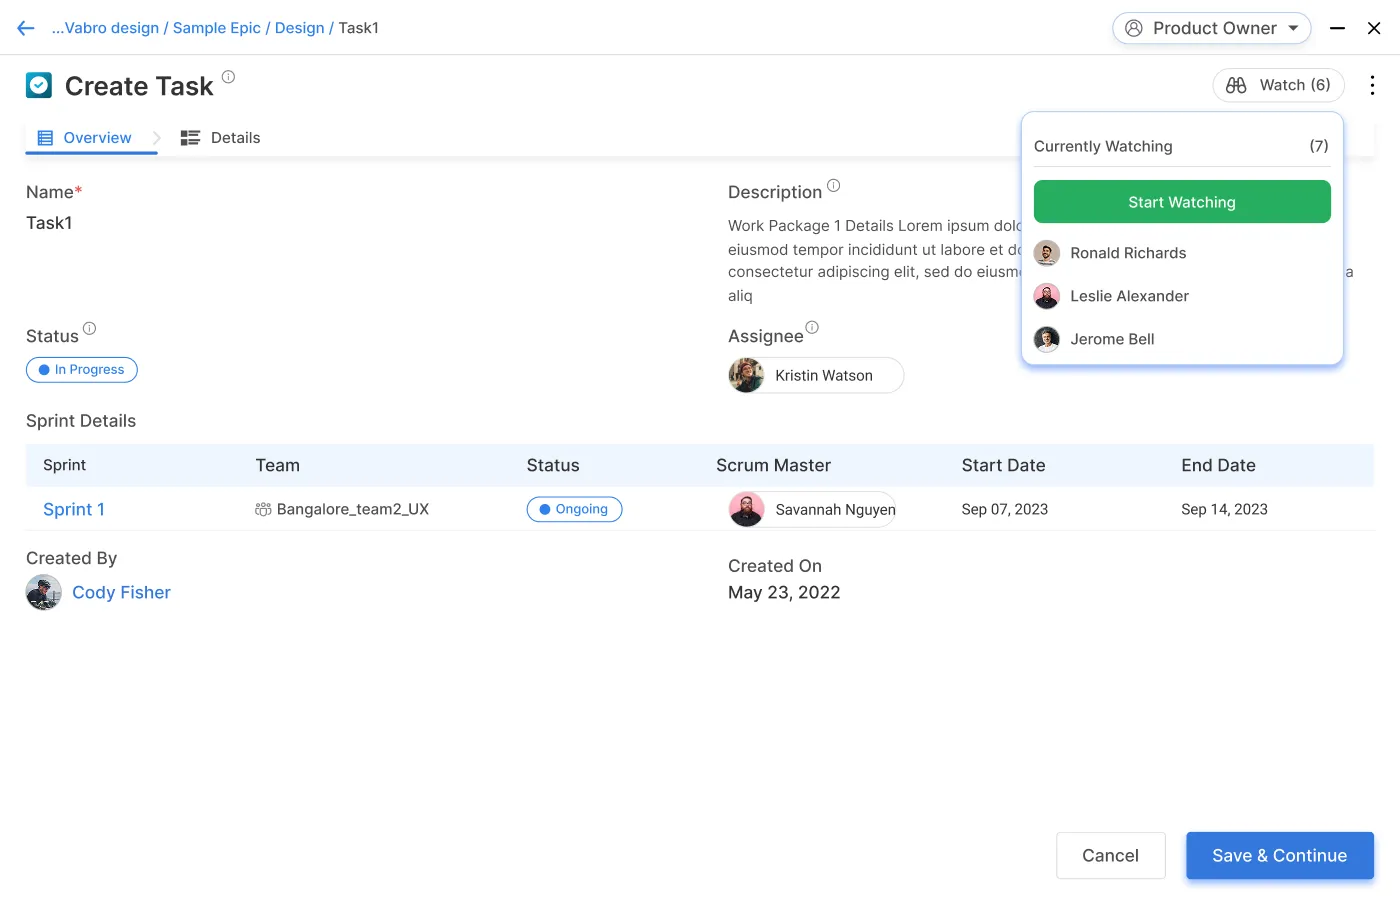 ...Vabro design / Sample Epic / Design / Task1
Product Owner
Create Task
Watch (6)
Overview
Details
Currently Watching (7)
Start Watching
Ronald Richards
Leslie Alexander
Jerome Bell
Name*
Task1
Description
Work Package 1 Details Lorem ipsum
eiusmod tempor incididunt ut labore et
consectetur adipiscing elit, sed do
a
aliq
Status
In Progress
Assignee
Kristin Watson
Sprint Details
Sprint Team Status Scrum Master Start Date End Date
Sprint 1 Bangalore_team2_UX Ongoing Savannah Nguyen Sep 07, 2023 Sep 14, 2023
Created By
Cody Fisher
Created On
May 23, 2022
Cancel
Save & Continue